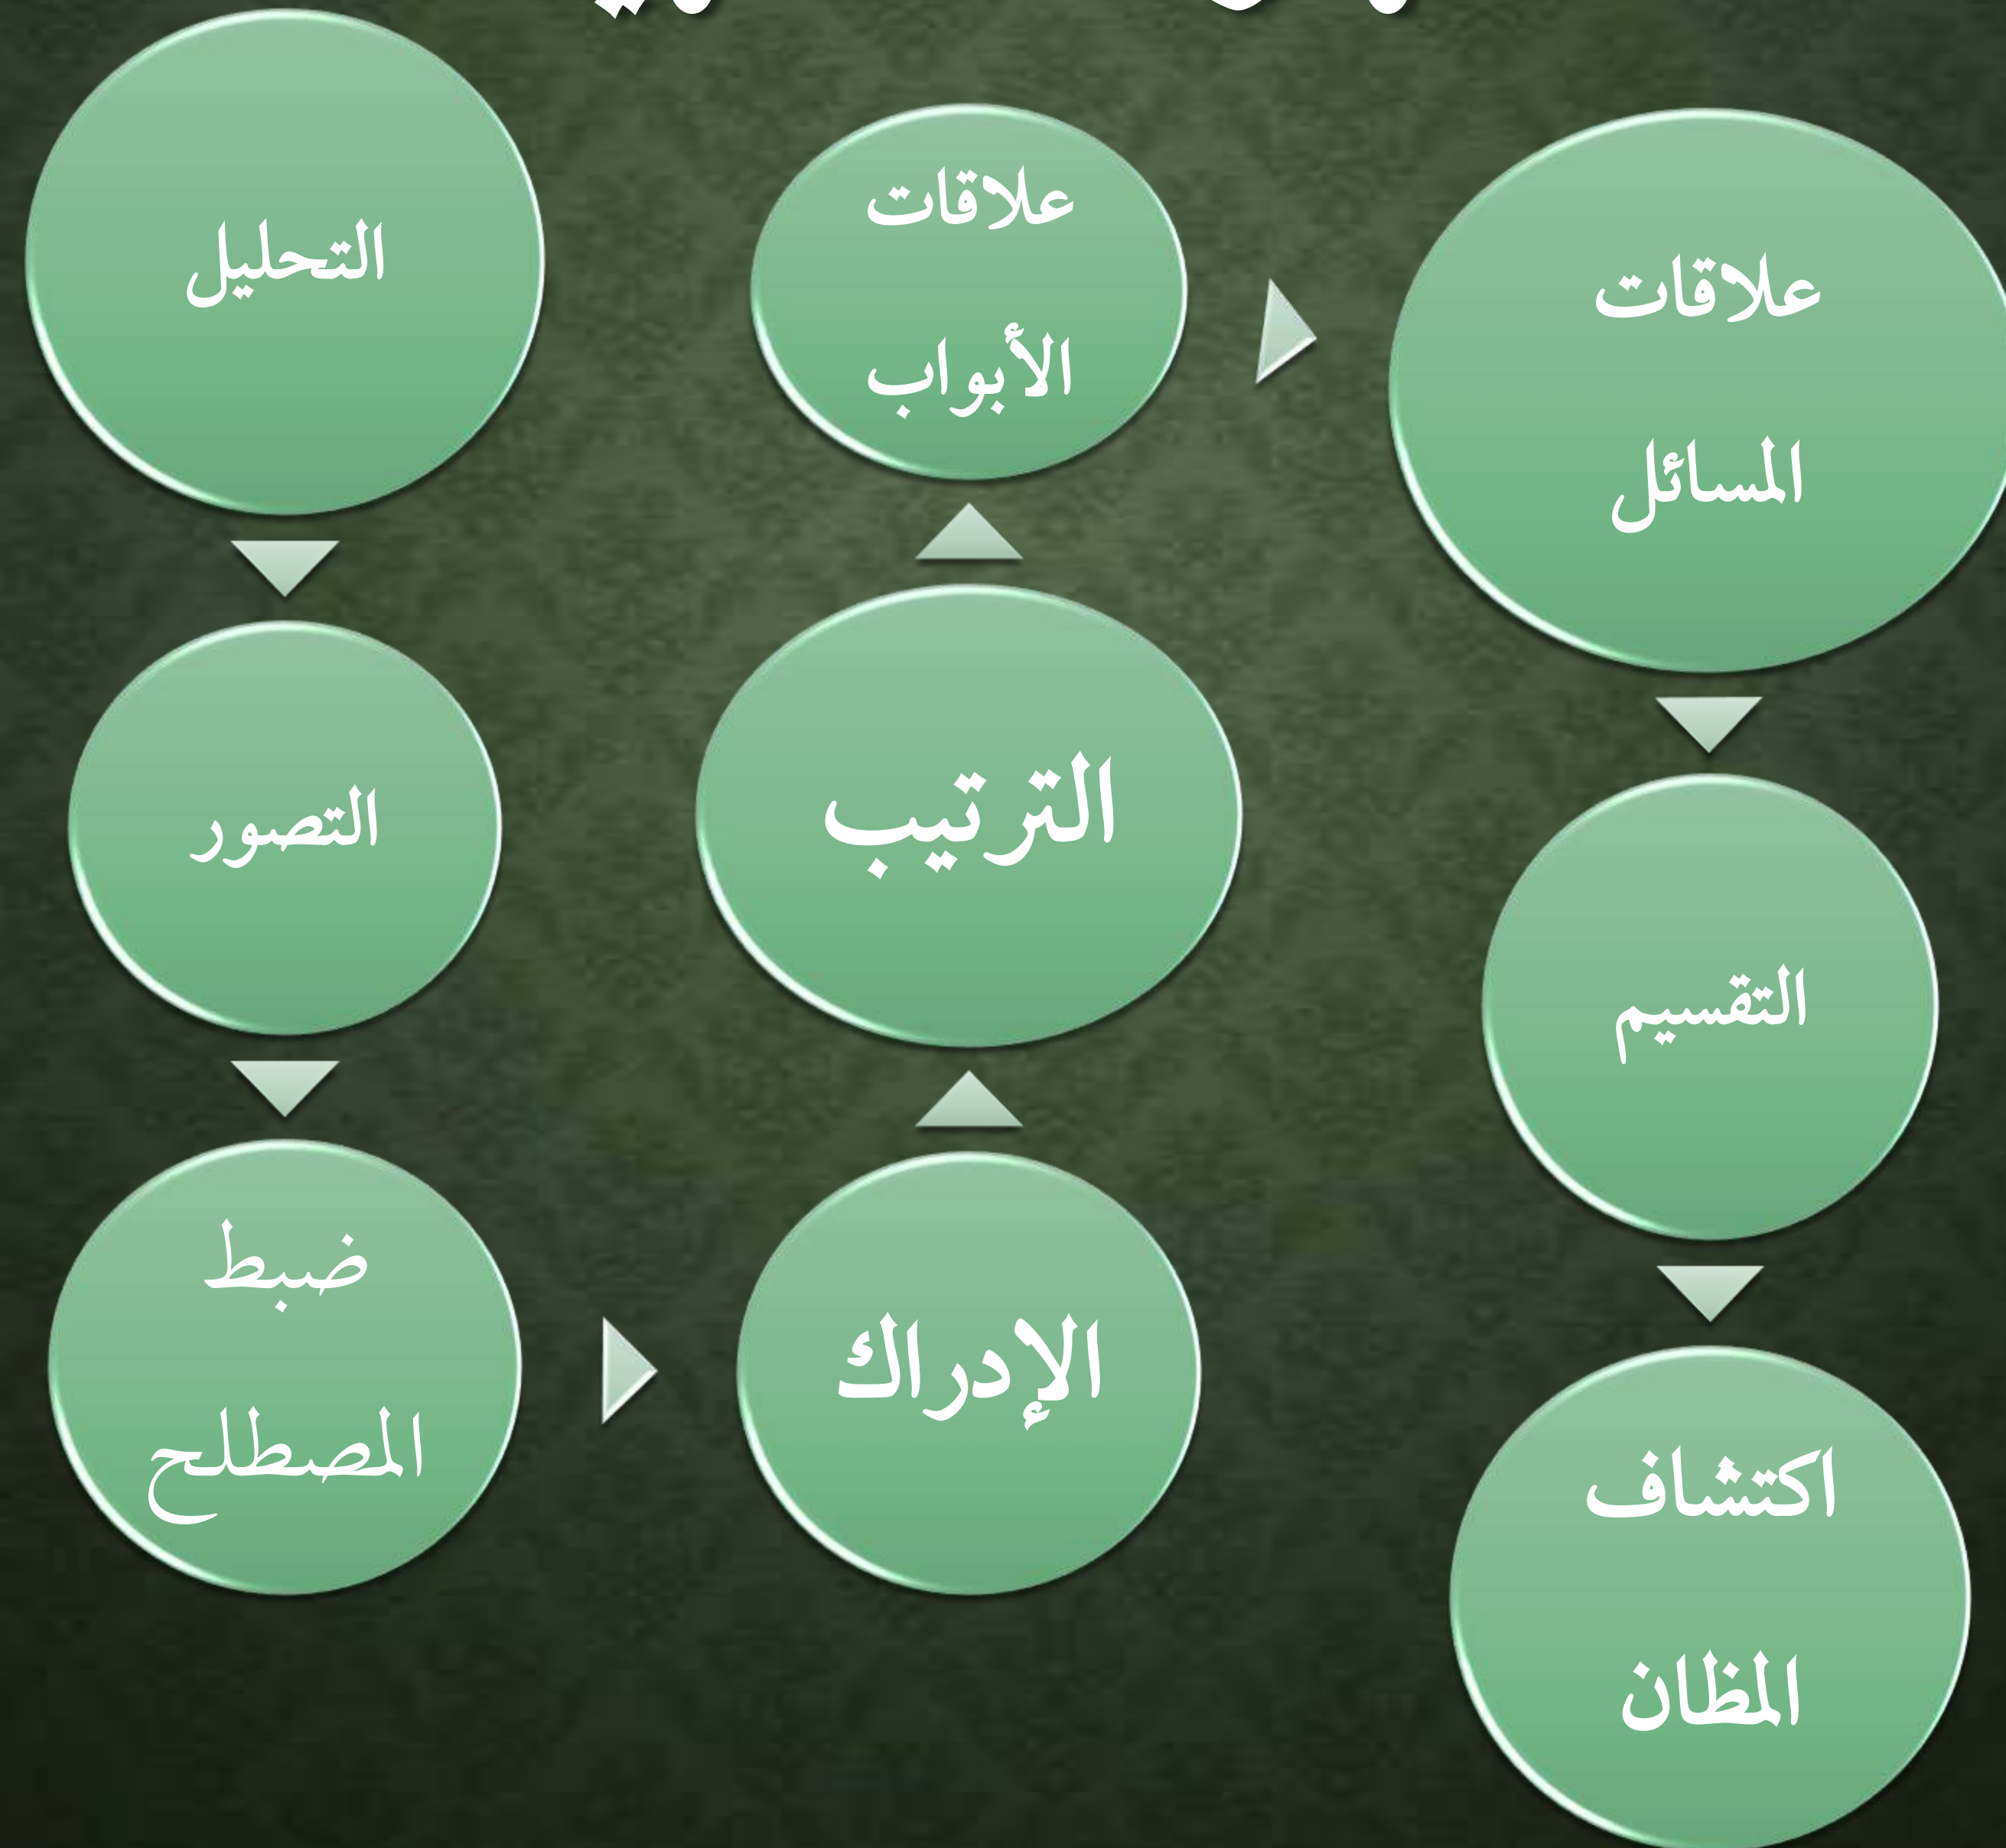 التحليل
التصور
ضبط
المصطلح
الإدراك
الترتيب
علاقات
الأبواب
علاقات
المسائل
التقسيم
اكتشاف
المظان